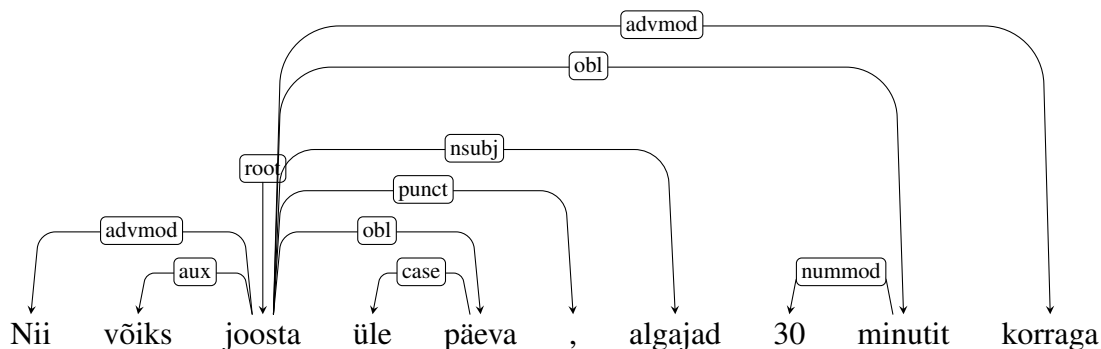 advmod
obl
nsubj
root
punct
advmod obl
aux case nummod
Nii võiks joosta üle päeva , algajad 30 minutit korraga